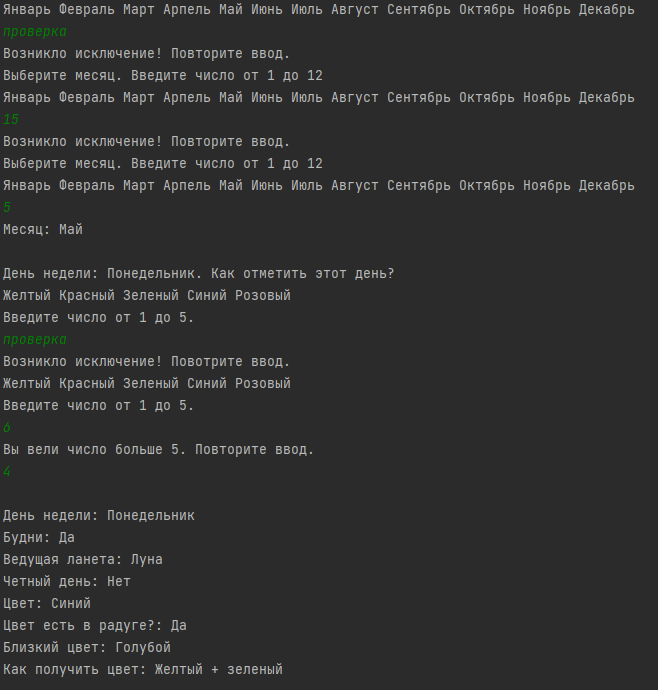 Январь Февраль Март Арпель Май Июнь Июль Август Сентябрь Октябрь Ноябрь Декабрь
проверка
Возникло исключение! Повторите ввод.
Выберите месяц. Введите число от 1 до 12
Январь Февраль Март Арпель Май Июнь Июль Август Сентябрь Октябрь Ноябрь Декабрь
15
Возникло исключение! Повторите ввод.
Выберите месяц. Введите число от 1 до 12
Январь Февраль Март Арпель Май Июнь Июль Август Сентябрь Октябрь Ноябрь Декабрь
5
Месяц: Май
День недели: Понедельник. Как отметить этот день?
Желтый Красный Зеленый Синий Розовый
Введите число от 1 до 5.
проверка
Возникло исключение! Повотрите ввод.
Желтый Красный Зеленый Синий Розовый
Введите число от 1 до 5.
6
Вы вели число больше 5. Повторите ввод.
4
День недели: Понедельник
Будни: Да
Ведущая ланета: Луна
Четный день: Нет
Цвет: Синий
Цвет есть в радуге?: Да
Близкий цвет: Голубой
Как получить цвет: Желтый + зеленый